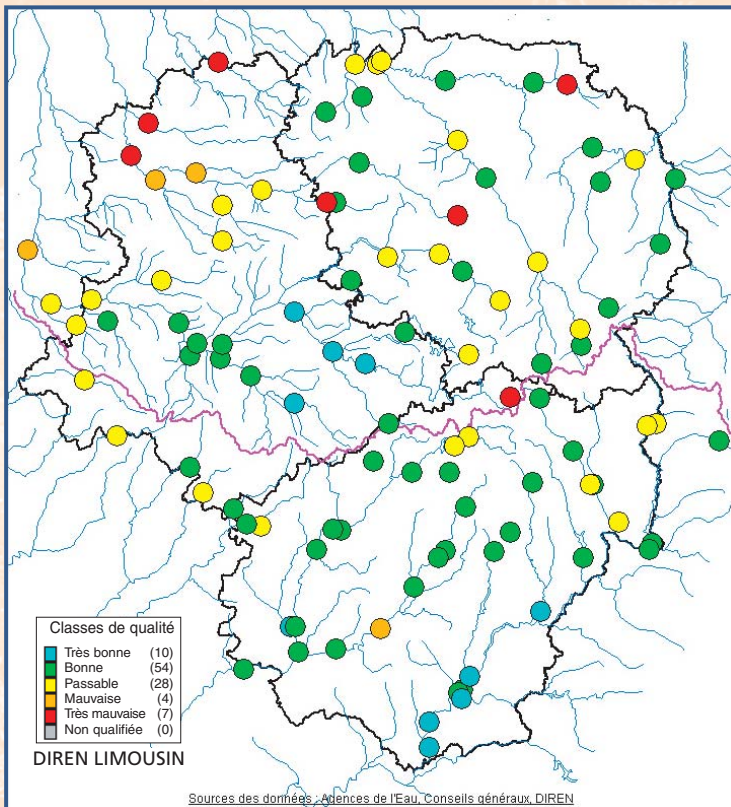 Classes de qualité
Très bonne (10)
Bonne (54)
Passable (28)
Mauvaise (4)
Très mauvaise (7)
Non qualifiée (0)
DIREN LIMOUSIN
Sources des données : Agences de l'Eau, Conseils généraux, DIREN